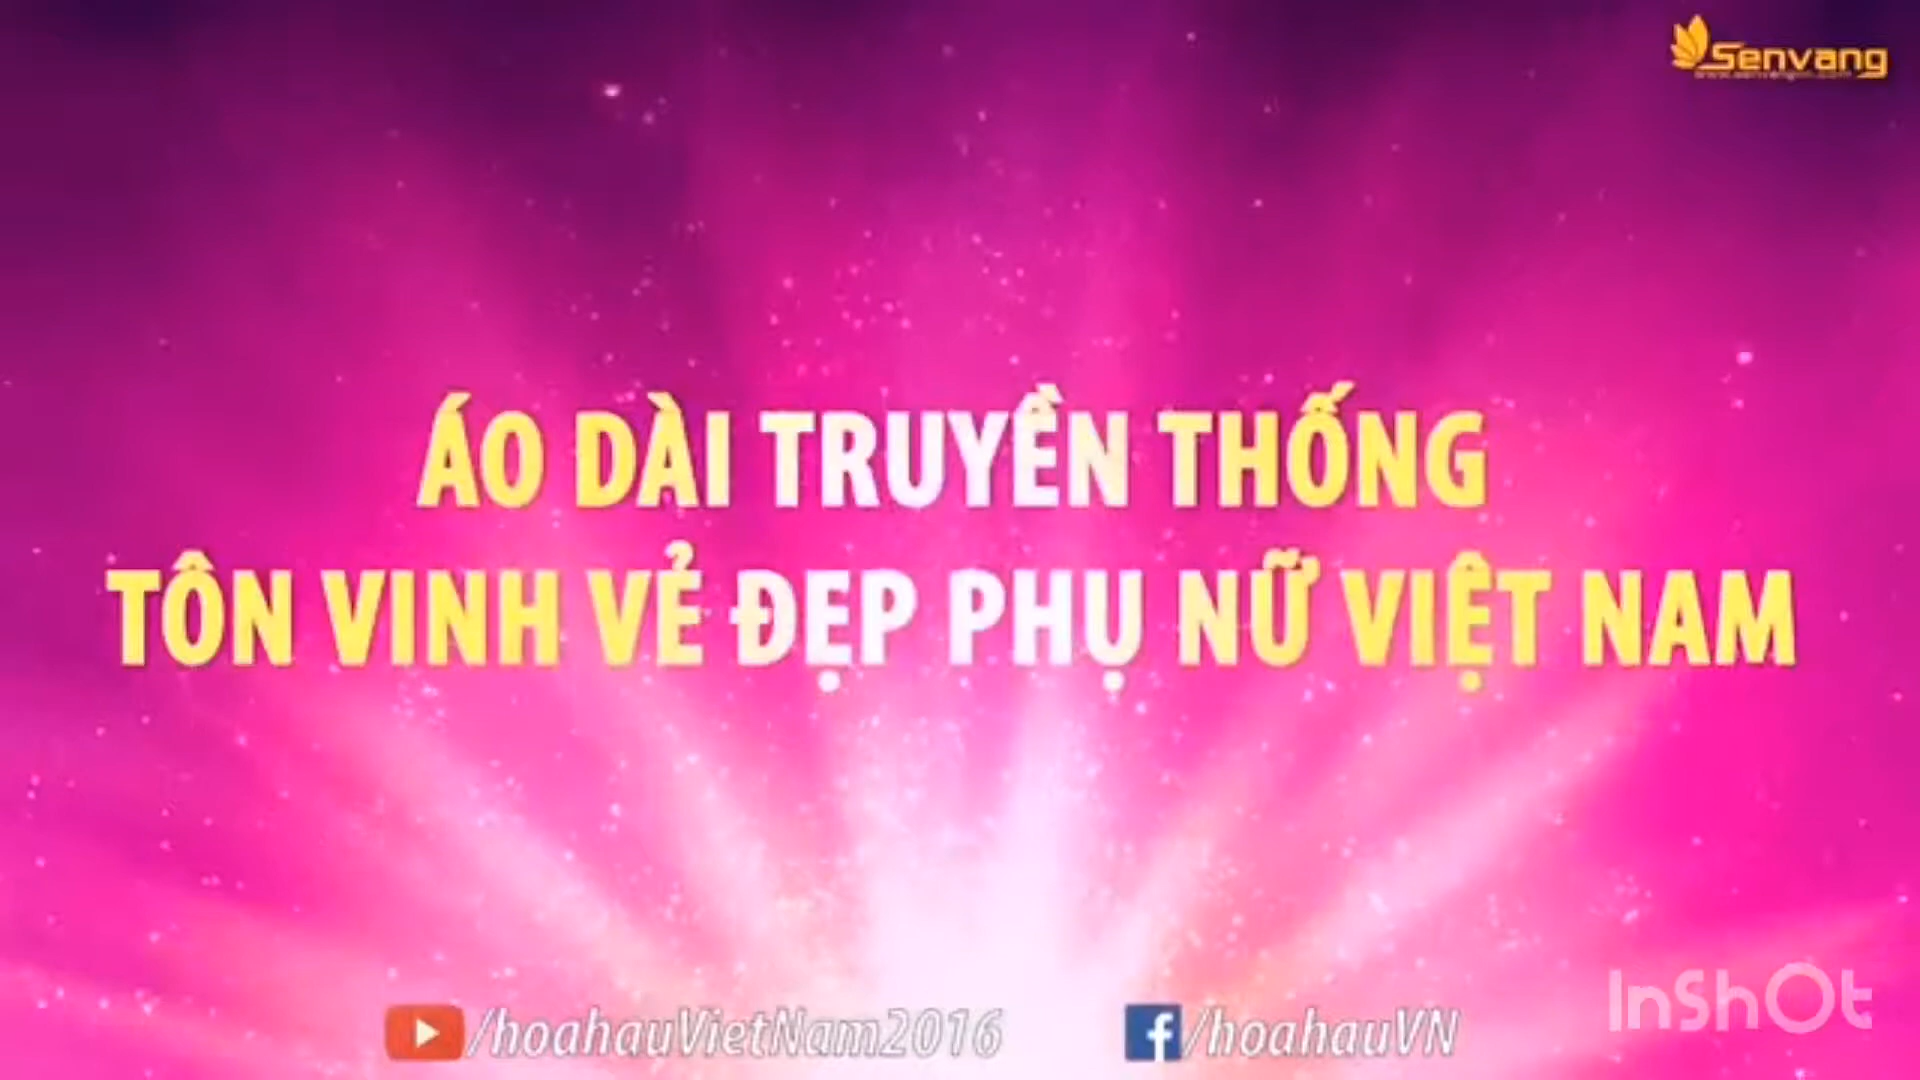 Senvang
ÁO DÀI TRUYỀN THỐNG
TÔN VINH VẺ ĐẸP PHỤ NỮ VIỆT NAM
/hoahauVietNam2016
/hoahauVN
InShOt